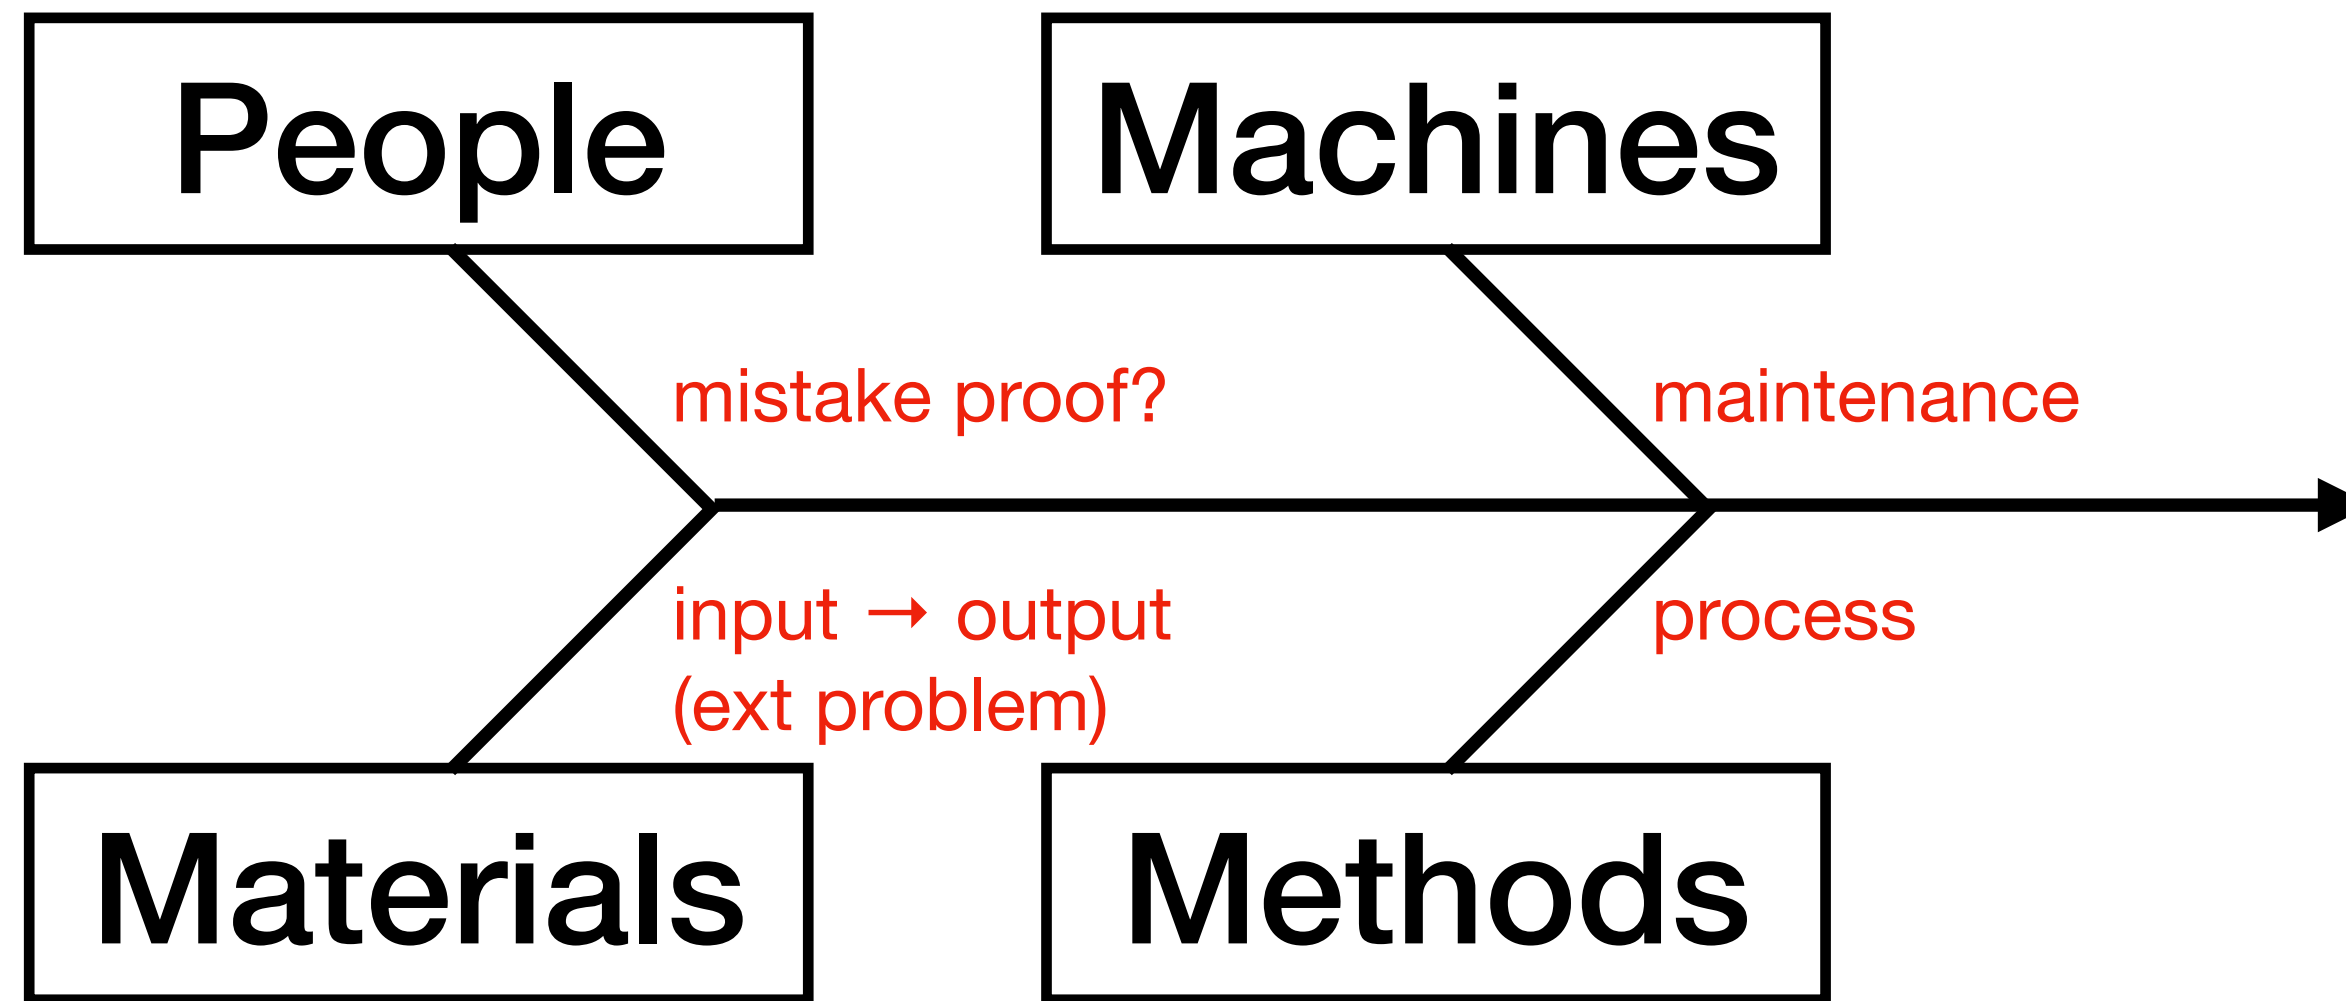 People
Machines
mistake proof?
maintenance
input → output
(ext problem)
process
Materials
Methods